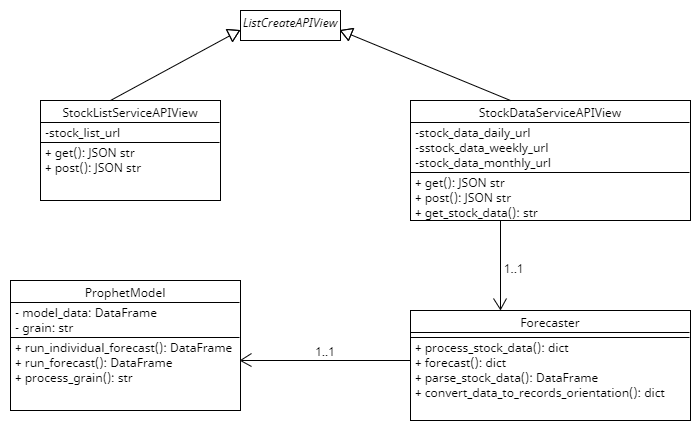 ListCreateAPIView
StockListServiceAPIView
-stock_list_url
+ get(): JSON str
+ post(): JSON str
StockDataServiceAPIView
-stock_data_daily_url
-sstock_data_weekly_url
-stock_data_monthly_url
+ get(): JSON str
+ post(): JSON str
+ get_stock_data(): str
1..1
ProphetModel
- model_data: DataFrame
- grain: str
+ run_individual_forecast(): DataFrame
+ run_forecast(): DataFrame
+ process_grain(): str
1..1
Forecaster
+ process_stock_data(): dict
+ forecast(): dict
+ parse_stock_data(): DataFrame
+ convert_data_to_records_orientation(): dict